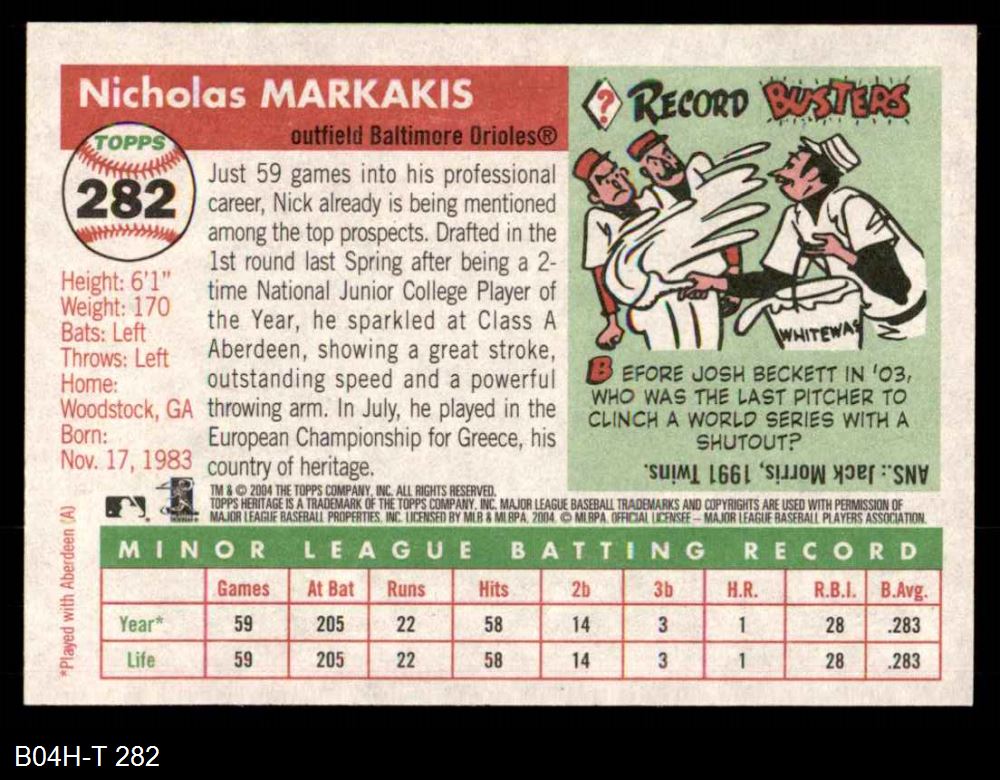 Nicholas MARKAKIS
outfield Baltimore Orioles®
TOPPS
282
Height: 6'1"
Weight: 170
Bats: Left
Throws: Left
Home:
Woodstock, GA
Born:
Nov. 17, 1983
Just 59 games into his professional
career, Nick already is being mentioned
among the top prospects. Drafted in the
1st round last Spring after being a 2-
time National Junior College Player of
the Year, he sparkled at Class A
Aberdeen, showing a great stroke,
outstanding speed and a powerful
throwing arm. In July, he played in the
European Championship for Greece, his
country of heritage.
? RECORD BUSTERS
WHITEWAS
BEFORE JOSH BECKETT IN '03,
WHO WAS THE LAST PITCHER TO
CLINCH A WORLD SERIES WITH A
SHUTOUT?
ANS.: Jack Morris, 1991 Twins.
TM & © 2004 THE TOPPS COMPANY, INC. ALL RIGHTS RESERVED.
TOPPS HERITAGE IS A TRADEMARK OF THE TOPPS COMPANY, INC. MAJOR LEAGUE BASEBALL TRADEMARKS AND COPYRIGHTS ARE USED WITH PERMISSION OF
MAJOR LEAGUE BASEBALL PROPERTIES, INC. LICENSED BY MLB & MLBPA, 2004. © MLBPA. OFFICIAL LICENSEE – MAJOR LEAGUE BASEBALL PLAYERS ASSOCIATION.
*Played with Aberdeen (A)
MINOR LEAGUE BATTING RECORD
Games At Bat Runs Hits 2b 3b H.R. R.B.I. B.Avg.
Year* 59 205 22 58 14 3 1 28 .283
Life 59 205 22 58 14 3 1 28 .283
B04H-T 282